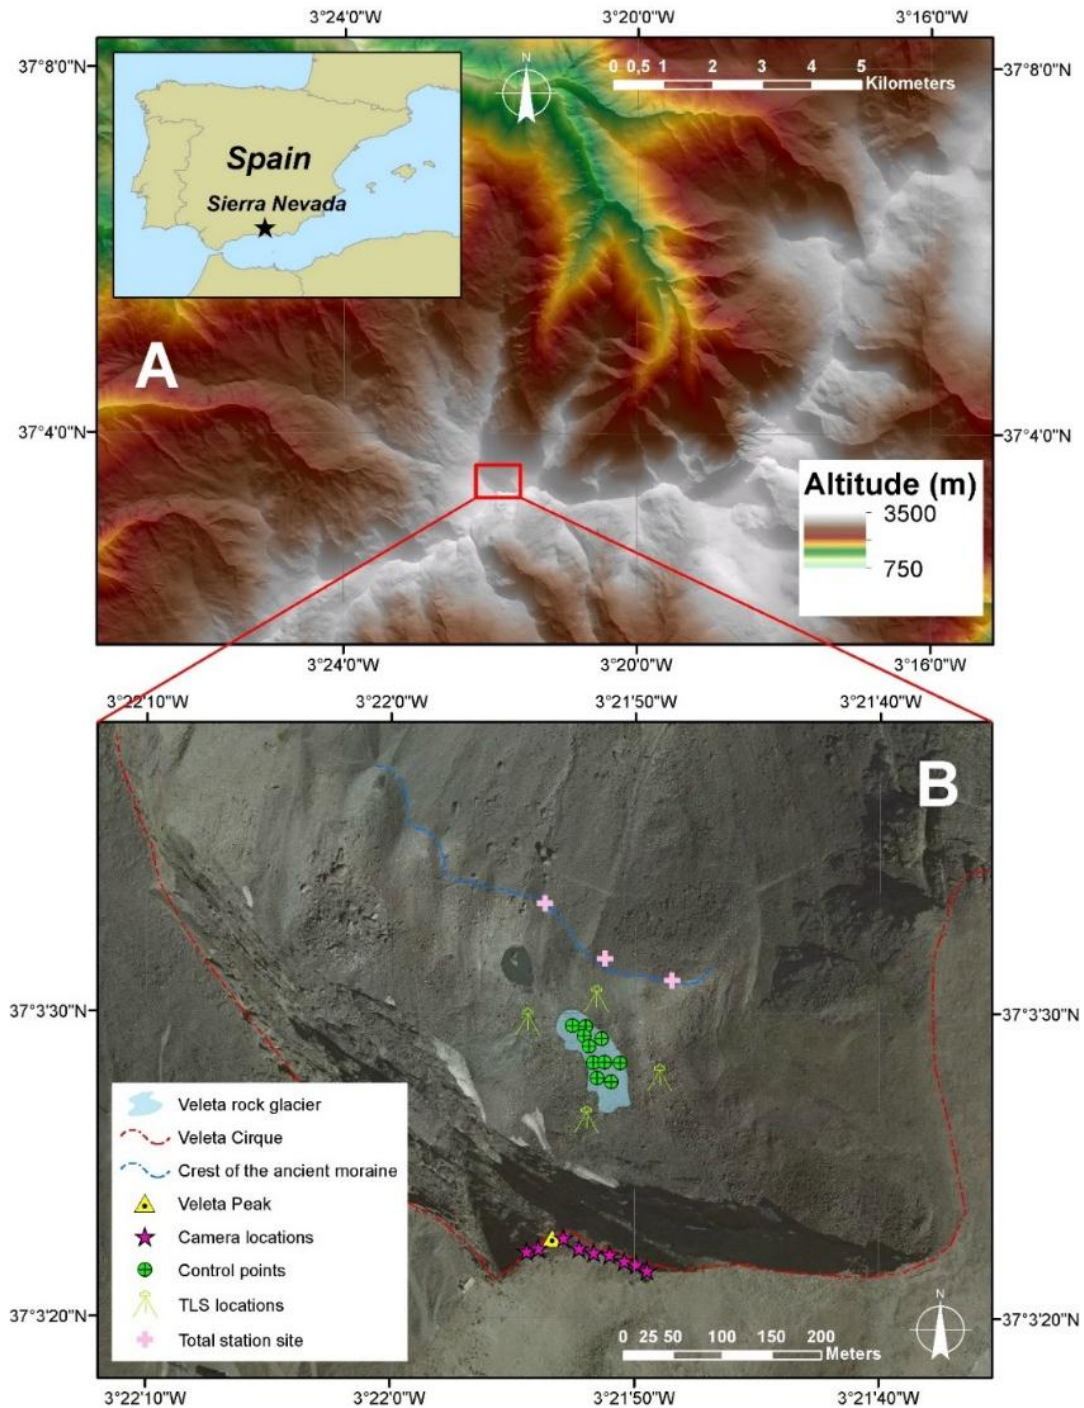 3°24'0"W 3°20'0"W 3°16'0"W
37°8'0"N 37°8'0"N
N
0 0,5 1 2 3 4 5
Kilometers
Spain
Sierra Nevada
A
37°4'0"N 37°4'0"N
Altitude (m)
3500
750
3°24'0"W 3°20'0"W 3°16'0"W
3°22'10"W 3°22'0"W 3°21'50"W 3°21'40"W
B
37°3'30"N 37°3'30"N
Veleta rock glacier
Veleta Cirque
Crest of the ancient moraine
Veleta Peak
Camera locations
Control points
TLS locations
Total station site
N
37°3'20"N 37°3'20"N
0 25 50 100 150 200
Meters
3°22'10"W 3°22'0"W 3°21'50"W 3°21'40"W